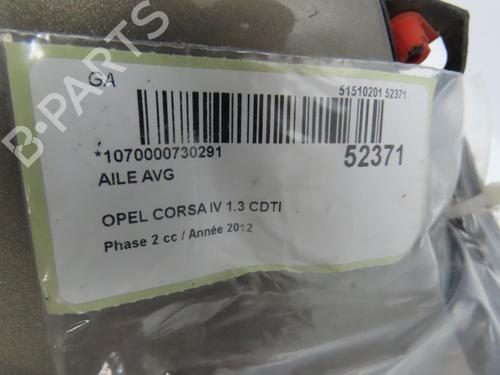 B-PARTS
GA
51510201 52371
*1070000730291
52371
AILE AVG
OPEL CORSA IV 1.3 CDTI
Phase 2 cc / Année 2012